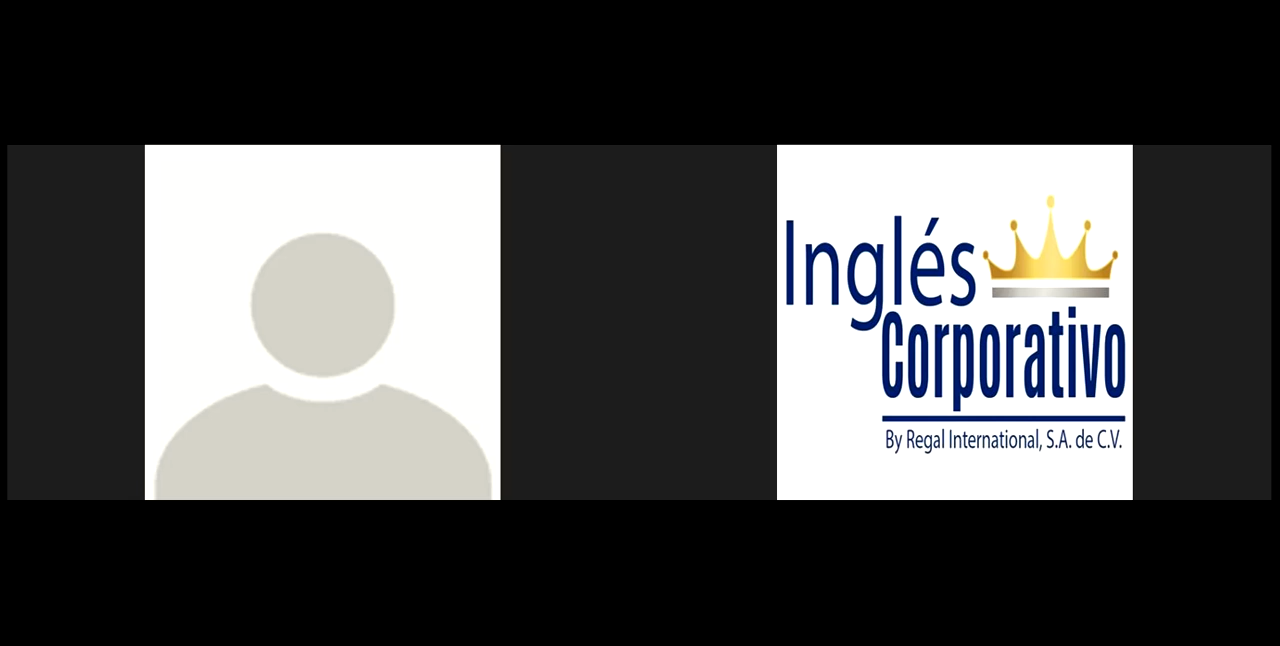 Inglés
Corporativo
By Regal International, S.A. de C.V.